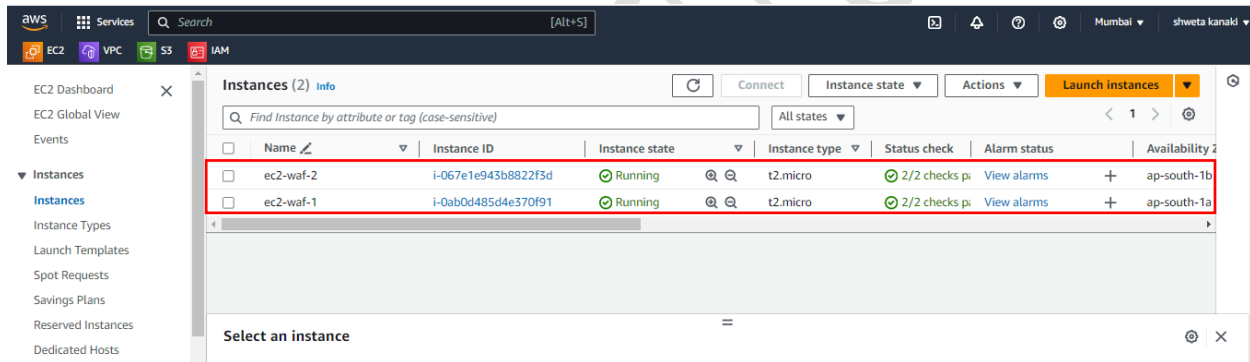 aws Services Search [Alt+S] Mumbai shweta kanaki
EC2 VPC S3 IAM
EC2 Dashboard
EC2 Global View
Events
Instances
Instances
Instance Types
Launch Templates
Spot Requests
Savings Plans
Reserved Instances
Dedicated Hosts
Instances (2) Info Connect Instance state Actions Launch instances
Find Instance by attribute or tag (case-sensitive) All states 1
Name Instance ID Instance state Instance type Status check Alarm status Availability Z
ec2-waf-2 i-067e1e943b8822f3d Running t2.micro 2/2 checks pa View alarms + ap-south-1b
ec2-waf-1 i-0ab0d485d4e370f91 Running t2.micro 2/2 checks pa View alarms + ap-south-1a
Select an instance